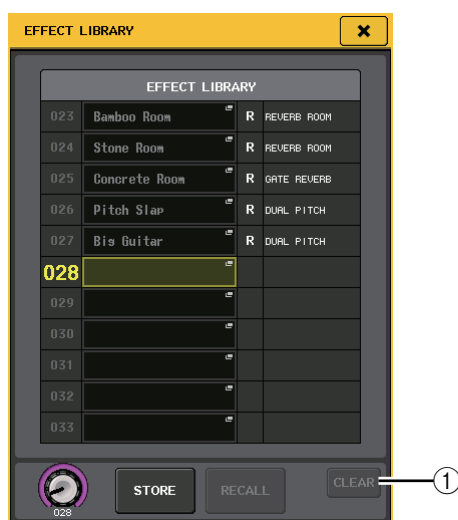 EFFECT LIBRARY
EFFECT LIBRARY
023 Bamboo Room R REVERB ROOM
024 Stone Room R REVERB ROOM
025 Concrete Room R GATE REVERB
026 Pitch Slap R DUAL PITCH
027 Big Guitar R DUAL PITCH
028
029
030
031
032
033
028 STORE RECALL CLEAR ①